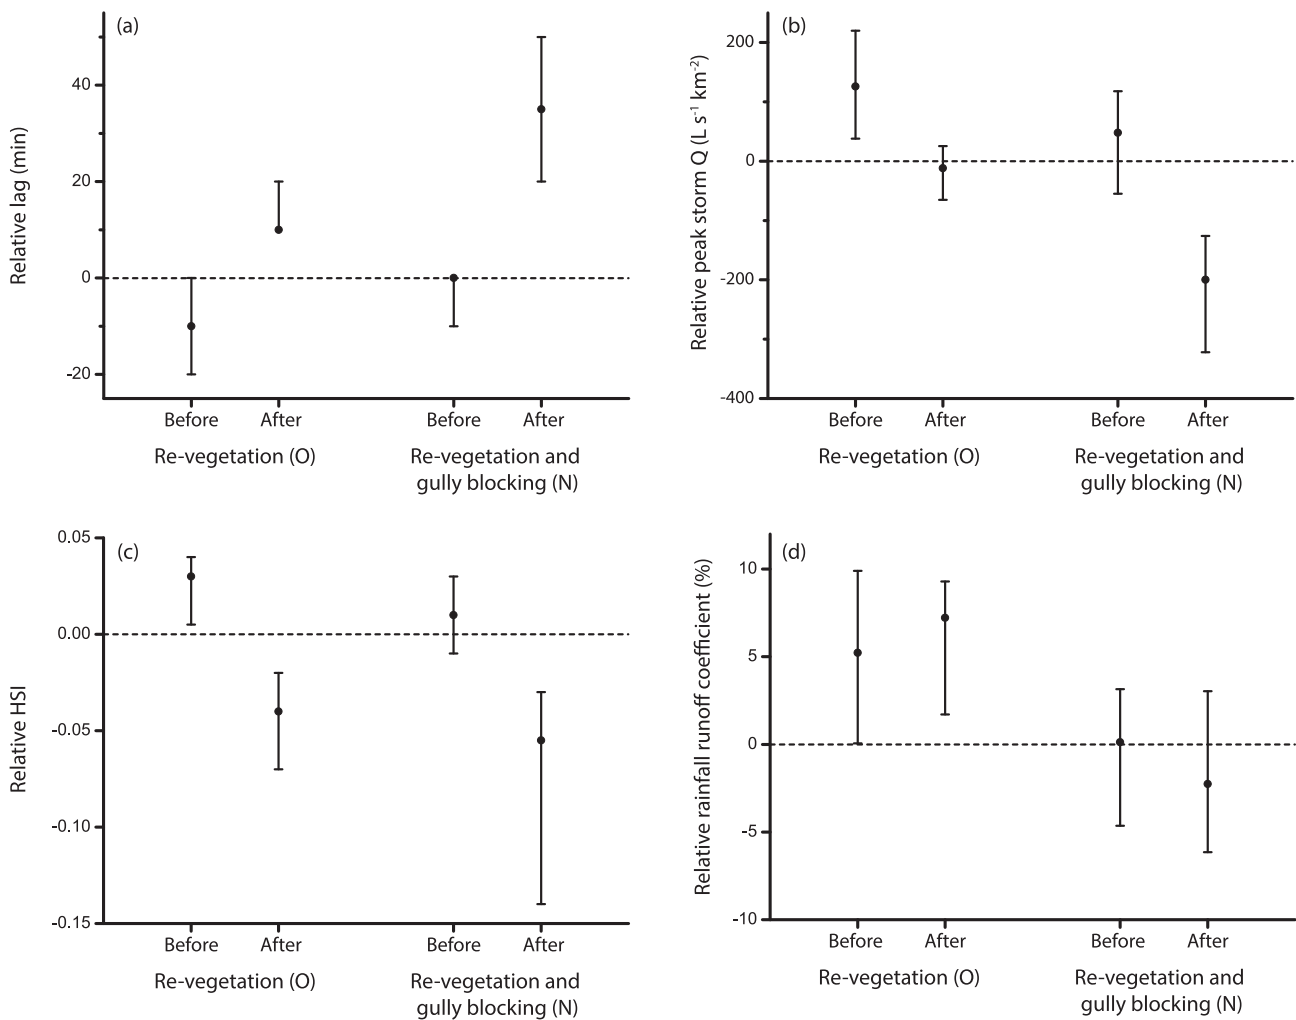 (a)
Relative lag (min)
40
20
0
-20
Before
After
Before
After
Re-vegetation (O)
Re-vegetation and
gully blocking (N)
(b)
Relative peak storm Q (L s⁻¹ km⁻²)
200
0
-200
-400
Before
After
Before
After
Re-vegetation (O)
Re-vegetation and
gully blocking (N)
(c)
Relative HSI
0.05
0.00
-0.05
-0.10
-0.15
Before
After
Before
After
Re-vegetation (O)
Re-vegetation and
gully blocking (N)
(d)
Relative rainfall runoff coefficient (%)
10
5
0
-5
-10
Before
After
Before
After
Re-vegetation (O)
Re-vegetation and
gully blocking (N)